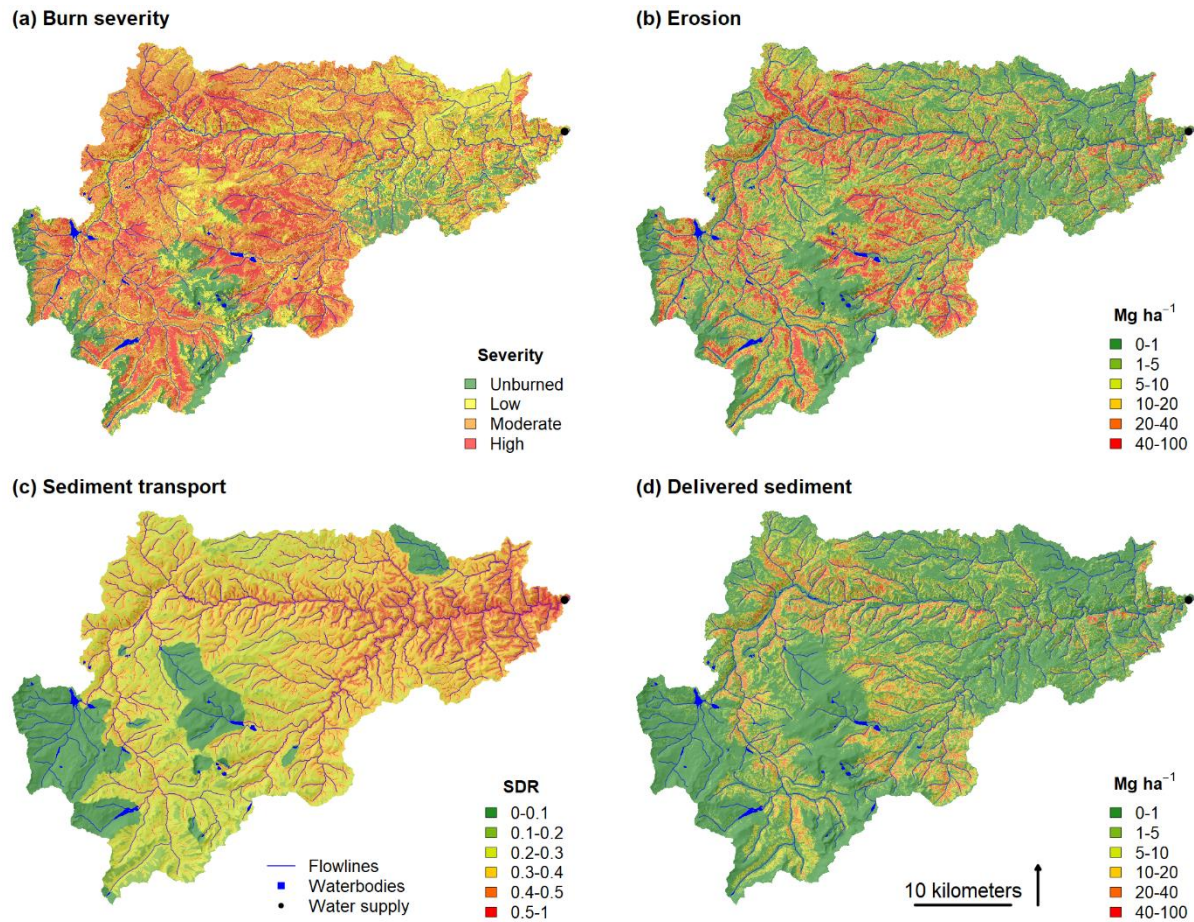 (a) Burn severity
(b) Erosion
Severity
Unburned
Low
Moderate
High
Mg ha⁻¹
0-1
1-5
5-10
10-20
20-40
40-100
(c) Sediment transport
(d) Delivered sediment
Flowlines
Waterbodies
Water supply
SDR
0-0.1
0.1-0.2
0.2-0.3
0.3-0.4
0.4-0.5
0.5-1
10 kilometers
Mg ha⁻¹
0-1
1-5
5-10
10-20
20-40
40-100